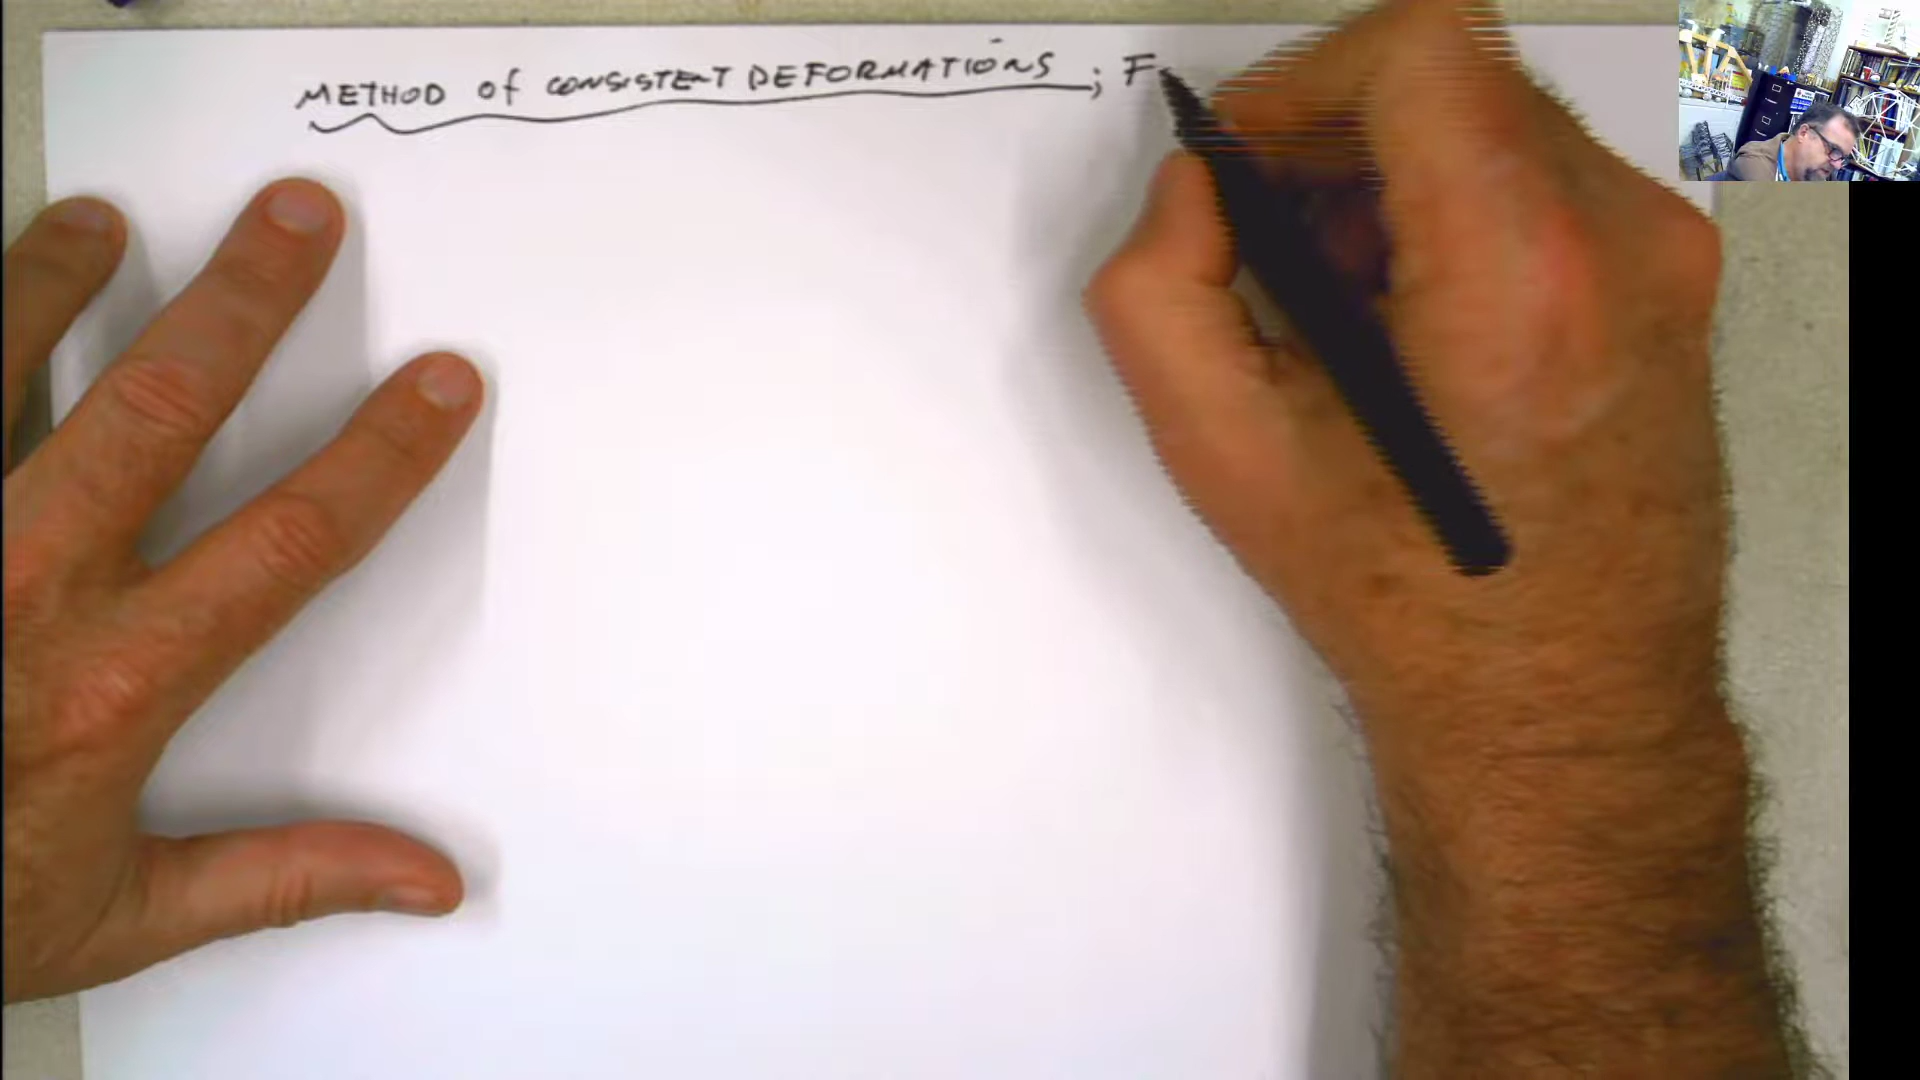 METHOD of CONSISTENT DEFORMATIONS ; F